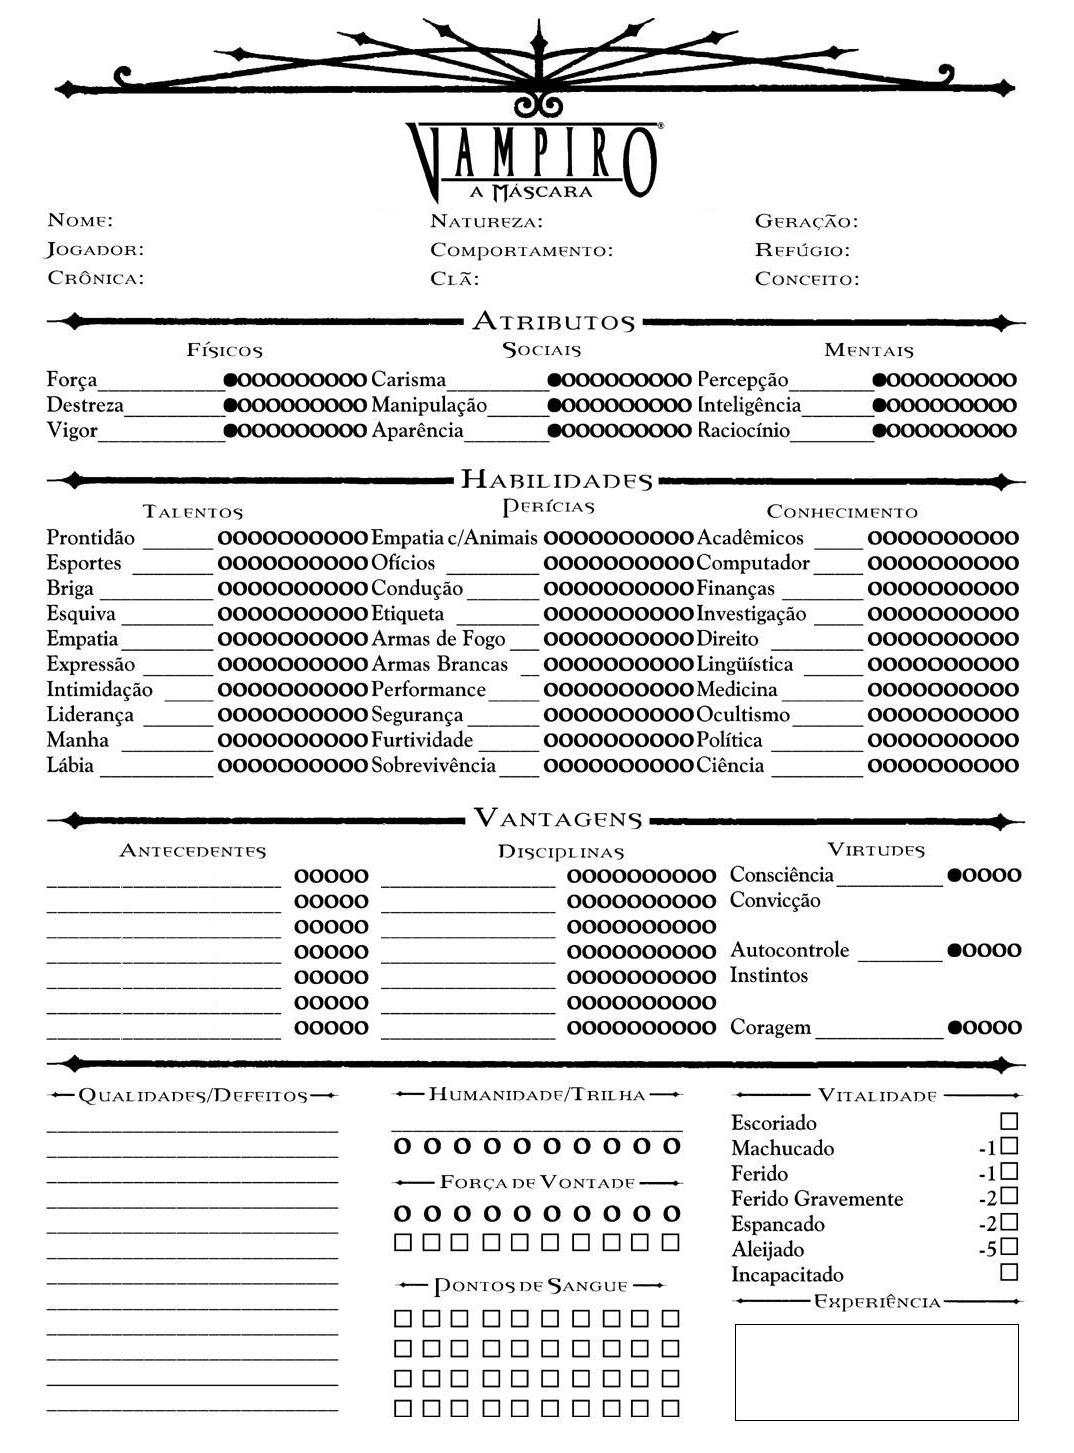 VAMPIRO®
A MÁSCARA
NOME: NATUREZA: GERAÇÃO:
JOGADOR: COMPORTAMENTO: REFÚGIO:
CRÔNICA: CLÃ: CONCEITO:
ATRIBUTOS
FÍSICOS SOCIAIS MENTAIS
Força Carisma Percepção
Destreza Manipulação Inteligência
Vigor Aparência Raciocínio
HABILIDADES
TALENTOS PERÍCIAS CONHECIMENTO
Prontidão Empatia c/Animais Acadêmicos
Esportes Ofícios Computador
Briga Condução Finanças
Esquiva Etiqueta Investigação
Empatia Armas de Fogo Direito
Expressão Armas Brancas Lingüística
Intimidação Performance Medicina
Liderança Segurança Ocultismo
Manha Furtividade Política
Lábia Sobrevivência Ciência
VANTAGENS
ANTECEDENTES DISCIPLINAS VIRTUDES
Consciência
Convicção
Autocontrole
Instintos
Coragem
QUALIDADES/DEFEITOS HUMANIDADE/TRILHA VITALIDADE
Escoriado
Machucado -1
Ferido -1
FORÇA DE VONTADE
Ferido Gravemente -2
Espancado -2
Aleijado -5
Incapacitado
PONTOS DE SANGUE
EXPERIÊNCIA